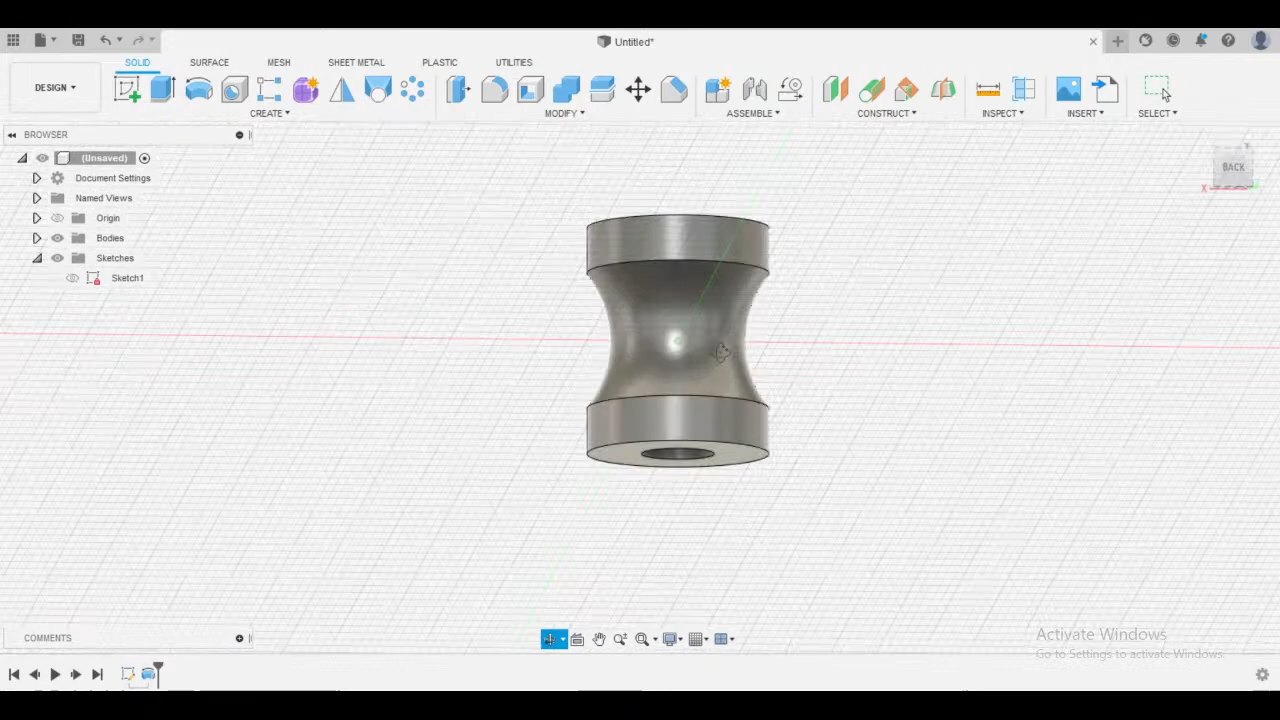 Untitled*
DESIGN
SOLID SURFACE MESH SHEET METAL PLASTIC UTILITIES
CREATE MODIFY ASSEMBLE CONSTRUCT INSPECT INSERT SELECT
BROWSER
(Unsaved)
Document Settings
Named Views
Origin
Bodies
Sketches
Sketch1
BACK
X
COMMENTS
Activate Windows
Go to Settings to activate Windows.